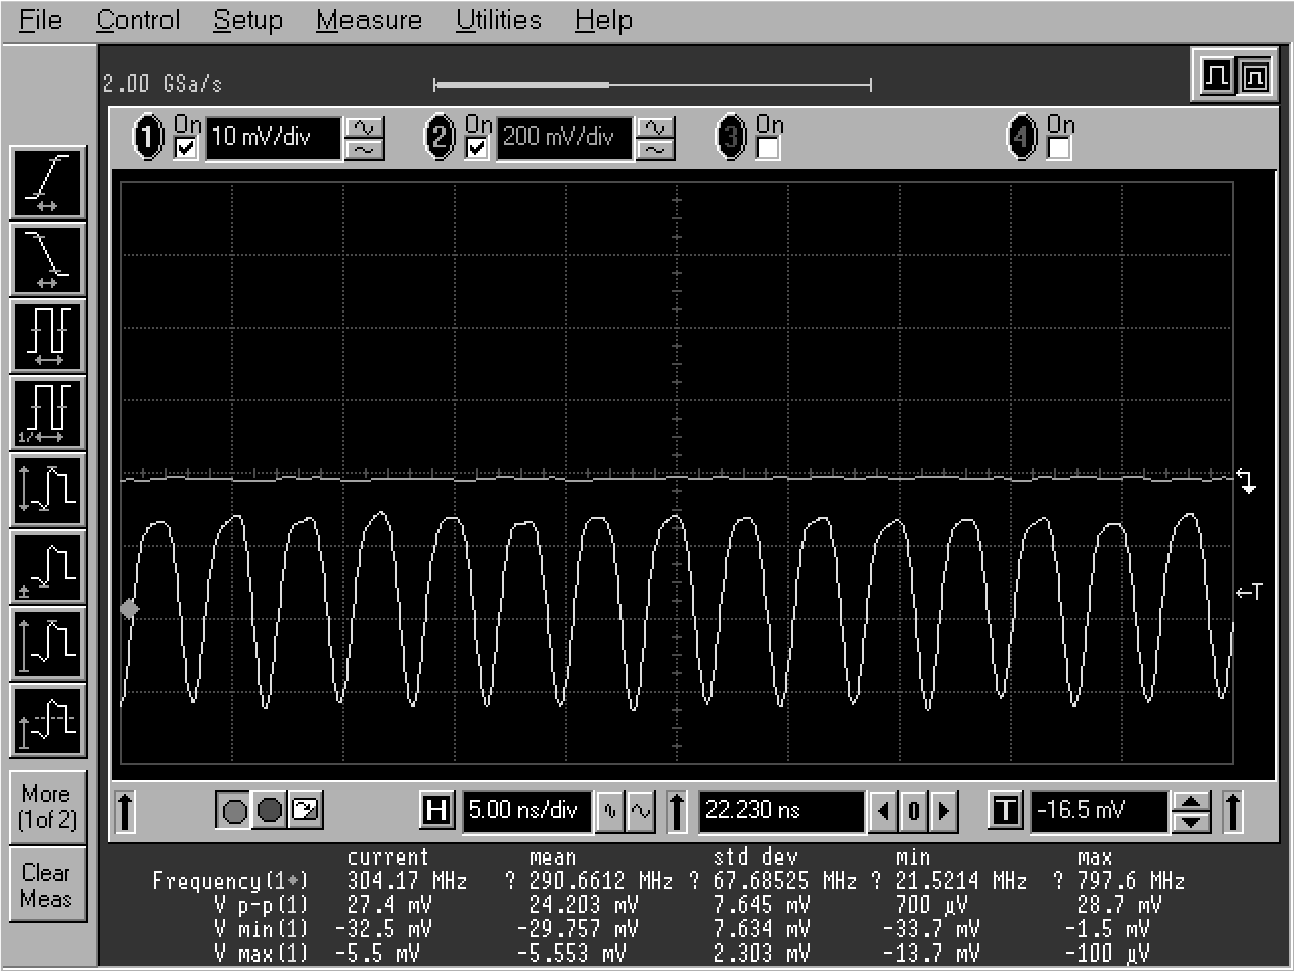 File Control Setup Measure Utilities Help
2.00 GSa/s
1 On 10 mV/div 2 On 200 mV/div 3 On 4 On
1/
←T
More
(1 of 2)
H 5.00 ns/div 22.230 ns 0 T -16.5 mV
Clear
Meas
current mean std dev min max
Frequency(1✦) 304.17 MHz ? 290.6612 MHz ? 67.68525 MHz ? 21.5214 MHz ? 797.6 MHz
V p-p(1) 27.4 mV 24.203 mV 7.645 mV 700 µV 28.7 mV
V min(1) -32.5 mV -29.757 mV 7.634 mV -33.7 mV -1.5 mV
V max(1) -5.5 mV -5.553 mV 2.303 mV -13.7 mV -100 µV